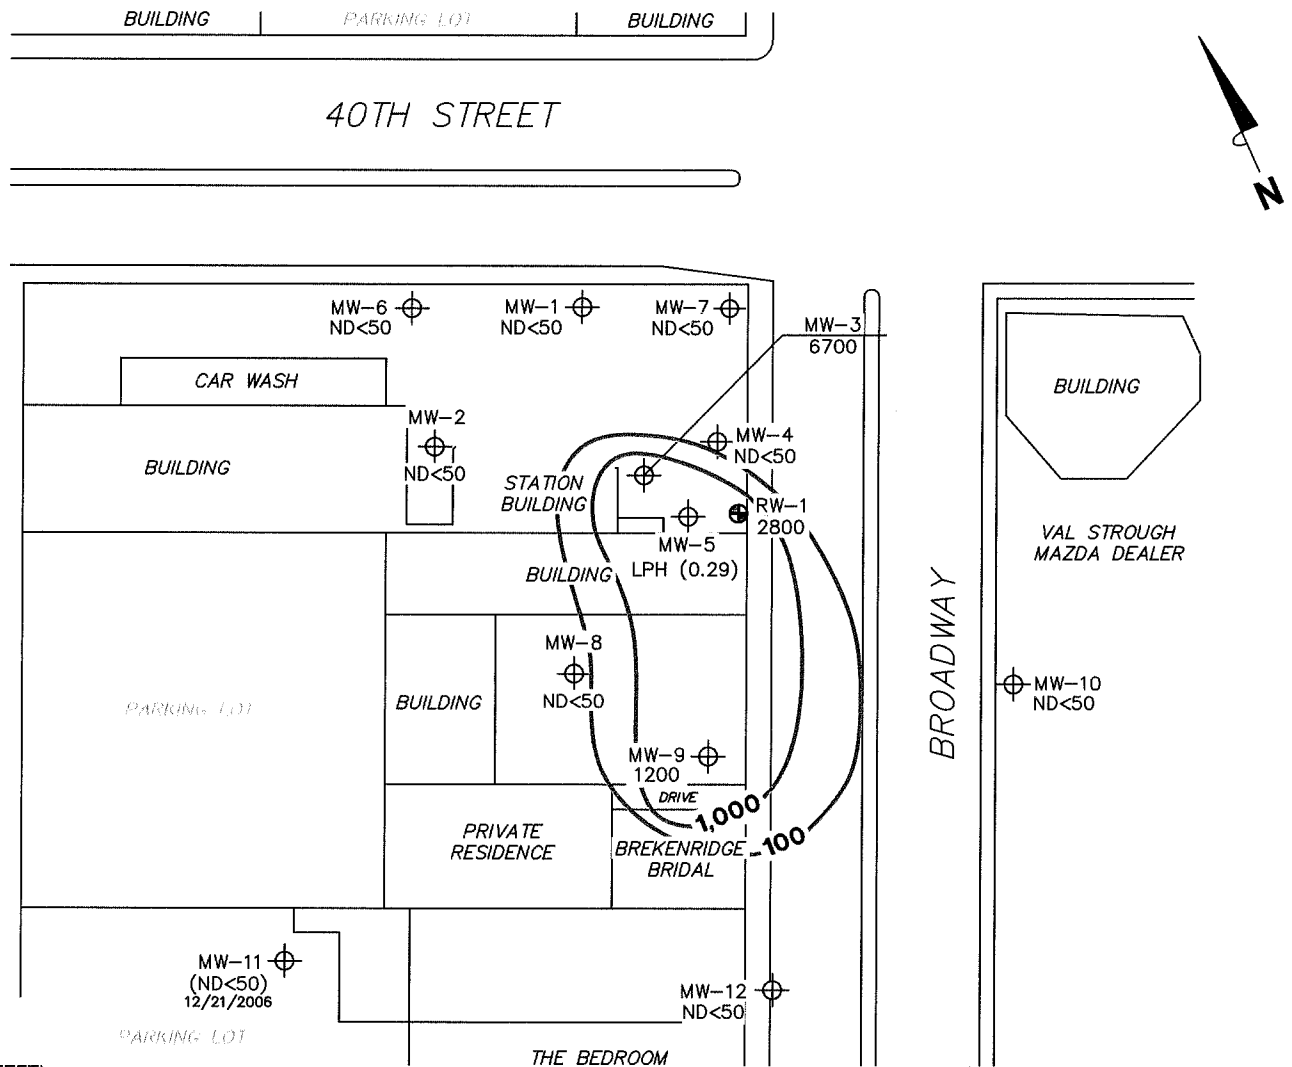 BUILDING
PARKING LOT
BUILDING
40TH STREET
N
MW-6
ND<50
MW-1
ND<50
MW-7
ND<50
MW-3
6700
CAR WASH
BUILDING
MW-2
ND<50
MW-4
ND<50
BUILDING
STATION
BUILDING
RW-1
2800
MW-5
LPH (0.29)
VAL STROUGH
MAZDA DEALER
BUILDING
BROADWAY
MW-8
ND<50
MW-10
ND<50
PARKING LOT
BUILDING
MW-9
1200
DRIVE
1,000
100
PRIVATE
RESIDENCE
BREKENRIDGE
BRIDAL
MW-11
(ND<50)
12/21/2006
MW-12
ND<50
PARKING LOT
THE BEDROOM